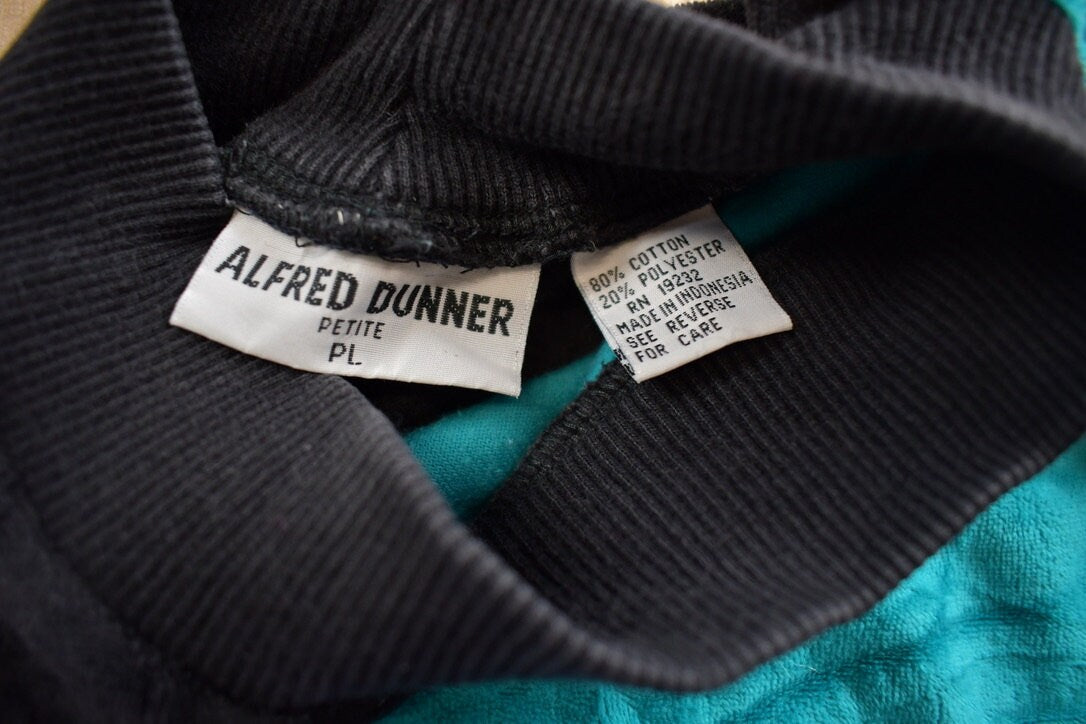 ALFRED DUNNER
PETITE
PL
80% COTTON
20% POLYESTER
RN 19232
MADE IN INDONESIA
SEE REVERSE
FOR CARE